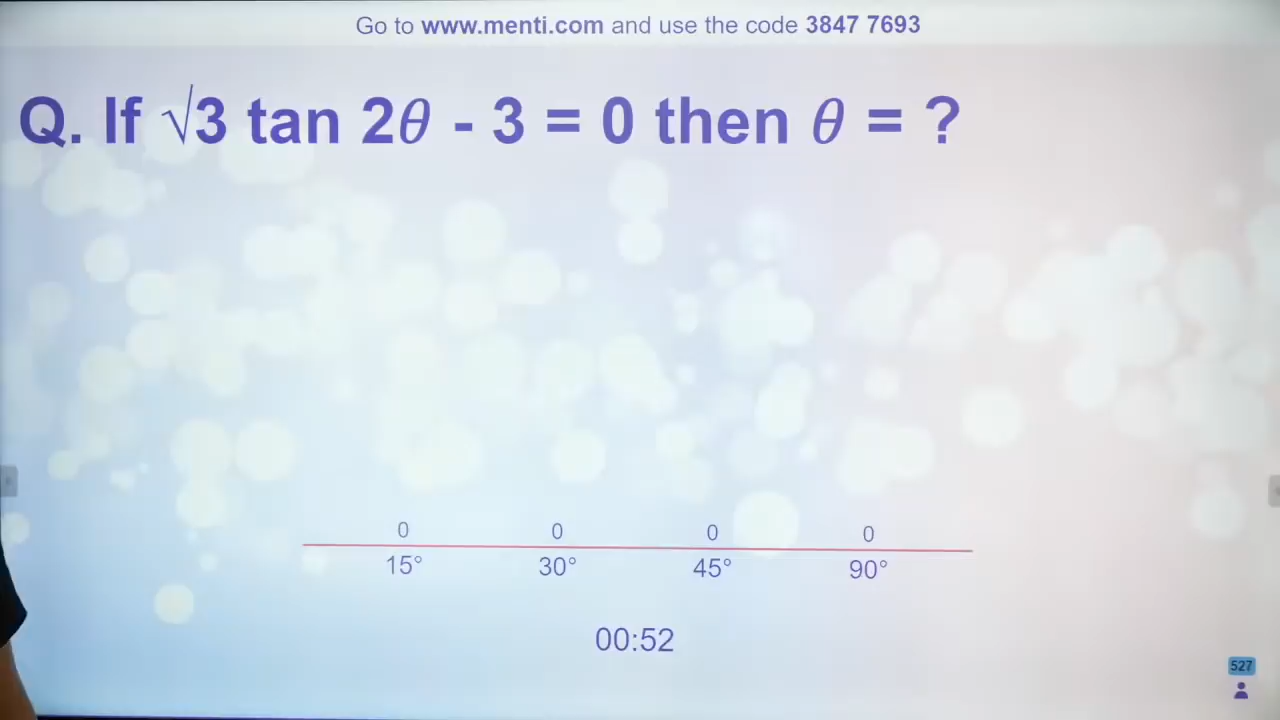 Go to www.menti.com and use the code 3847 7693
Q. If √3 tan 2θ - 3 = 0 then θ = ?
0 0 0 0
15° 30° 45° 90°
00:52
527